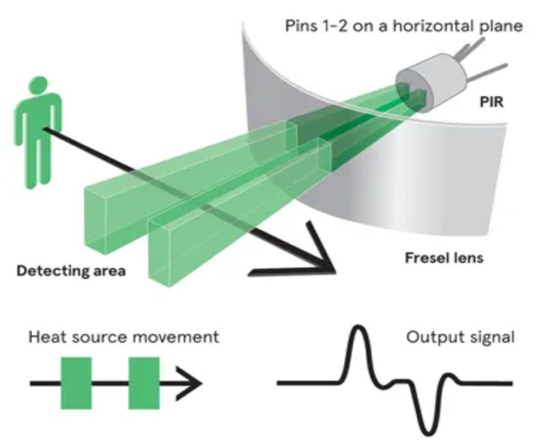 Pins 1-2 on a horizontal plane
PIR
Fresel lens
Detecting area
Heat source movement
Output signal